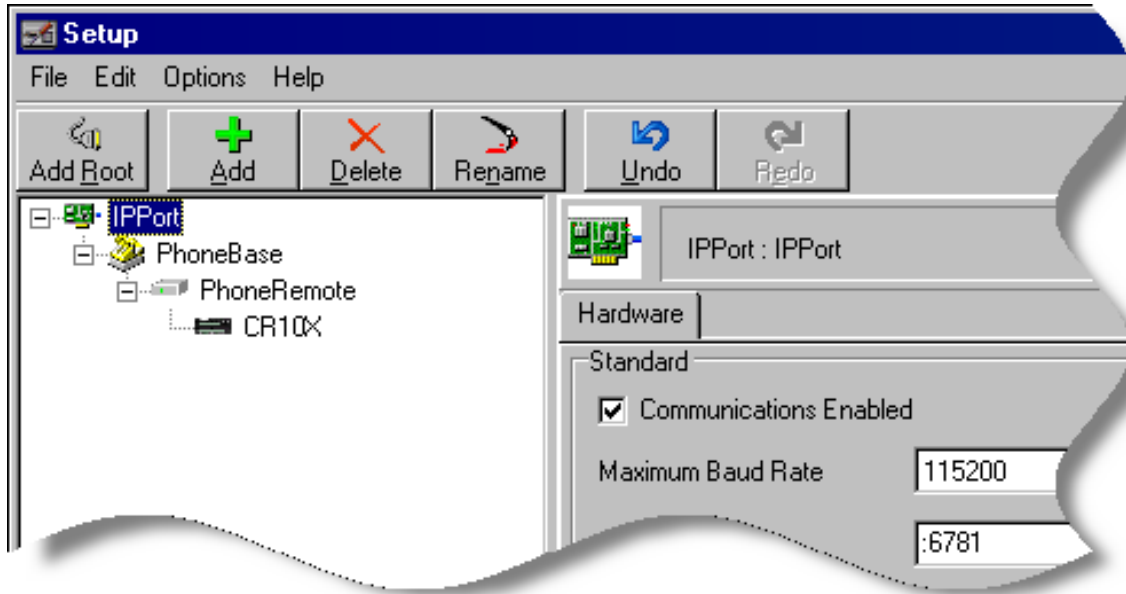 Setup
File Edit Options Help
Add Root Add Delete Rename Undo Redo
IPPort
PhoneBase
PhoneRemote
CR10X
IPPort : IPPort
Hardware
Standard
Communications Enabled
Maximum Baud Rate 115200
:6781